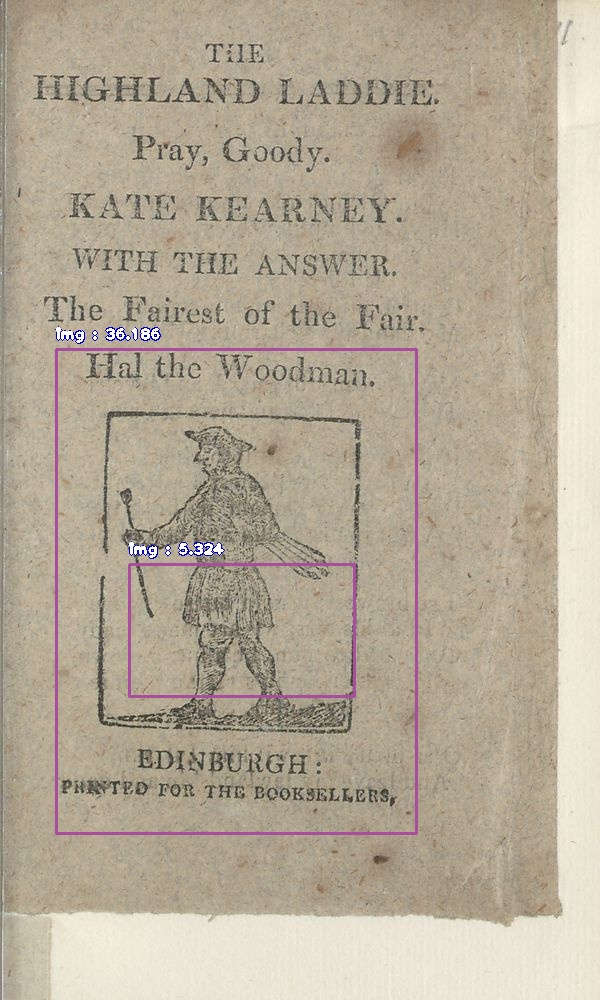 THE
HIGHLAND LADDIE.
Pray, Goody.
KATE KEARNEY.
WITH THE ANSWER.
The Fairest of the Fair.
Img : 36.186
Hal the Woodman.
Img : 5.324
EDINBURGH:
PRINTED FOR THE BOOKSELLERS,